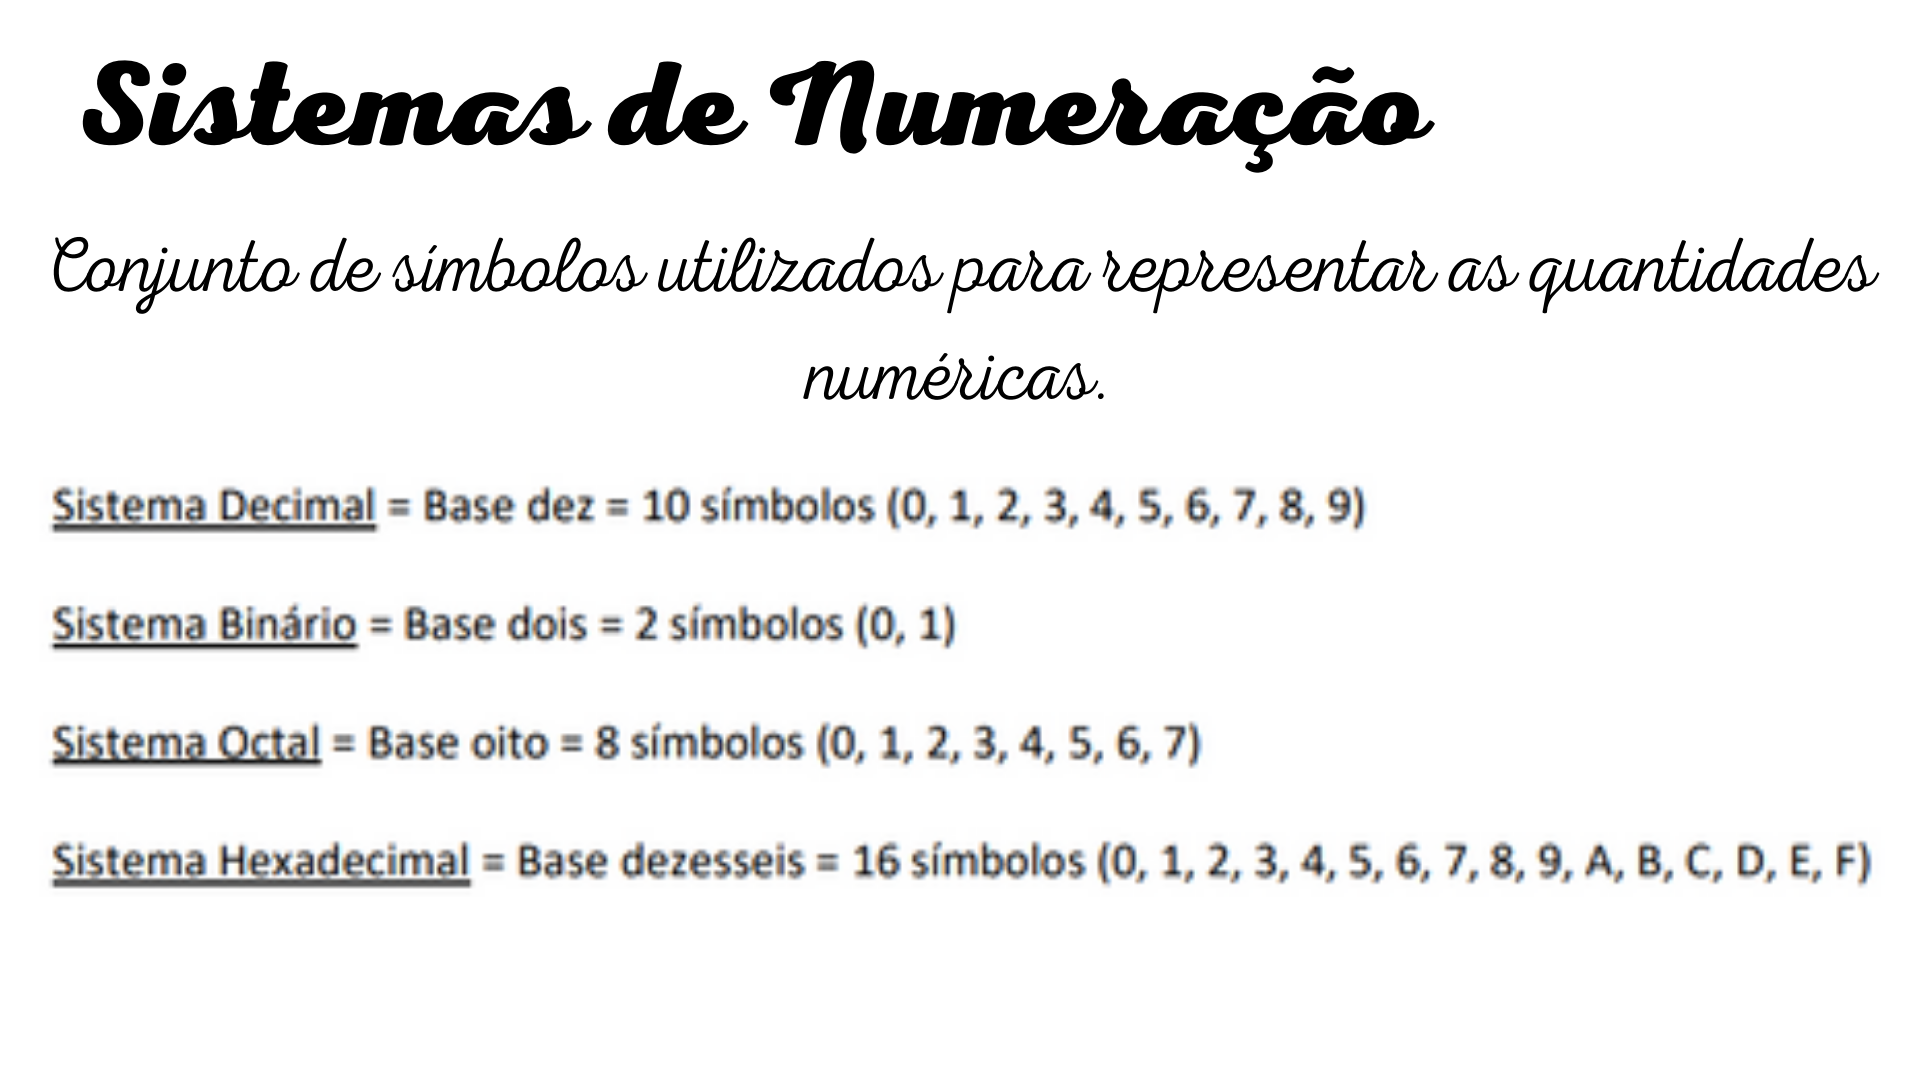 Sistemas de Numeração
Conjunto de símbolos utilizados para representar as quantidades
numéricas.
Sistema Decimal = Base dez = 10 símbolos (0, 1, 2, 3, 4, 5, 6, 7, 8, 9)
Sistema Binário = Base dois = 2 símbolos (0, 1)
Sistema Octal = Base oito = 8 símbolos (0, 1, 2, 3, 4, 5, 6, 7)
Sistema Hexadecimal = Base dezesseis = 16 símbolos (0, 1, 2, 3, 4, 5, 6, 7, 8, 9, A, B, C, D, E, F)